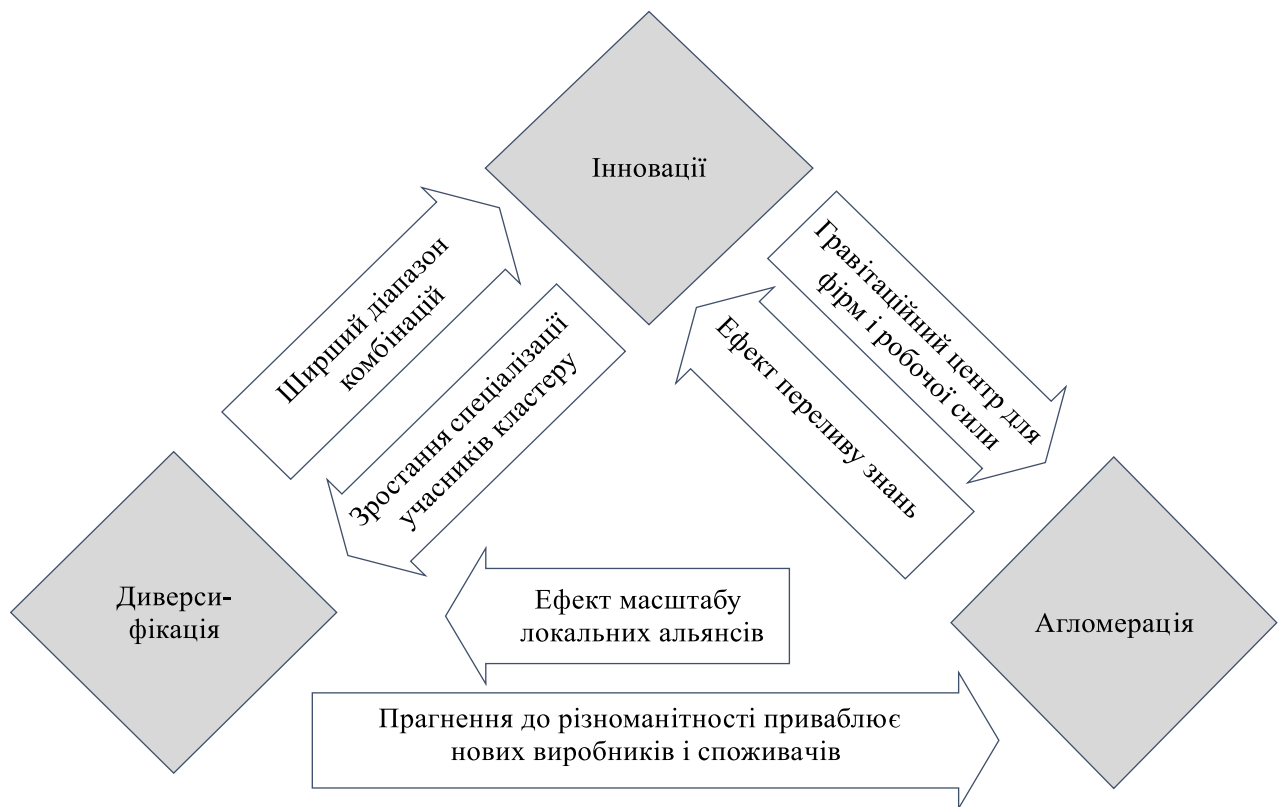 Інновації
Ширший діапазон
комбінацій
Зростання спеціалізації
учасників кластеру
Гравітаційний центр для
фірм і робочої сили
Ефект переливу знань
Диверси-
фікація
Ефект масштабу
локальних альянсів
Агломерація
Прагнення до різноманітності приваблює
нових виробників і споживачів